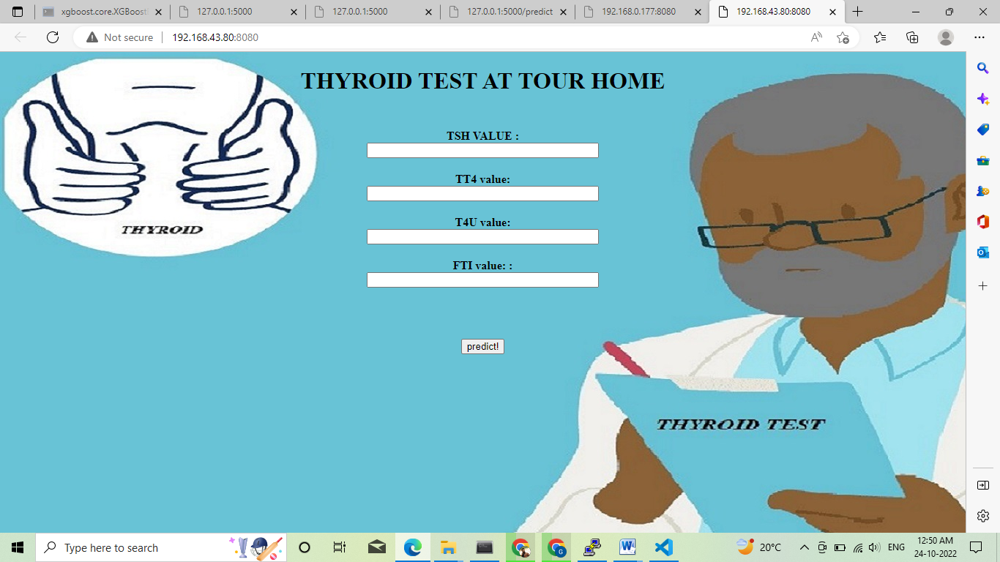 xgboost.core.XGBoost
127.0.0.1:5000
127.0.0.1:5000
127.0.0.1:5000/predict
192.168.0.177:8080
192.168.43.80:8080
Not secure
192.168.43.80:8080
THYROID TEST AT TOUR HOME
TSH VALUE :
TT4 value:
T4U value:
THYROID
FTI value: :
predict!
THYROID TEST
Type here to search
20°C
ENG
12:50 AM
24-10-2022